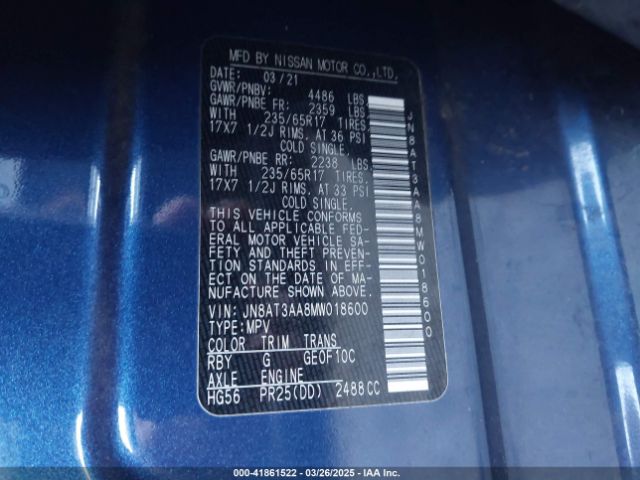 MFD BY NISSAN MOTOR CO.,LTD.
DATE: 03/21
GVWR/PNBV: 4486 LBS
GAWR/PNBE FR: 2359 LBS
WITH 235/65R17 TIRES
17X7 1/2J RIMS, AT 36 PSI
COLD SINGLE.
GAWR/PNBE RR: 2238 LBS
WITH 235/65R17 TIRES
17X7 1/2J RIMS, AT 33 PSI
COLD SINGLE.
THIS VEHICLE CONFORMS
TO ALL APPLICABLE FED-
ERAL MOTOR VEHICLE SA-
FETY AND THEFT PREVEN-
TION STANDARDS IN EFF-
ECT ON THE DATE OF MA-
NUFACTURE SHOWN ABOVE.
VIN: JN8AT3AA8MW018600
TYPE:MPV
COLOR TRIM TRANS
RBY G GE0F10C
AXLE ENGINE
HG56 PR25(DD) 2488CC
JN8AT3AA8MW018600
000-41861522 — 03/26/2025 — IAA Inc.